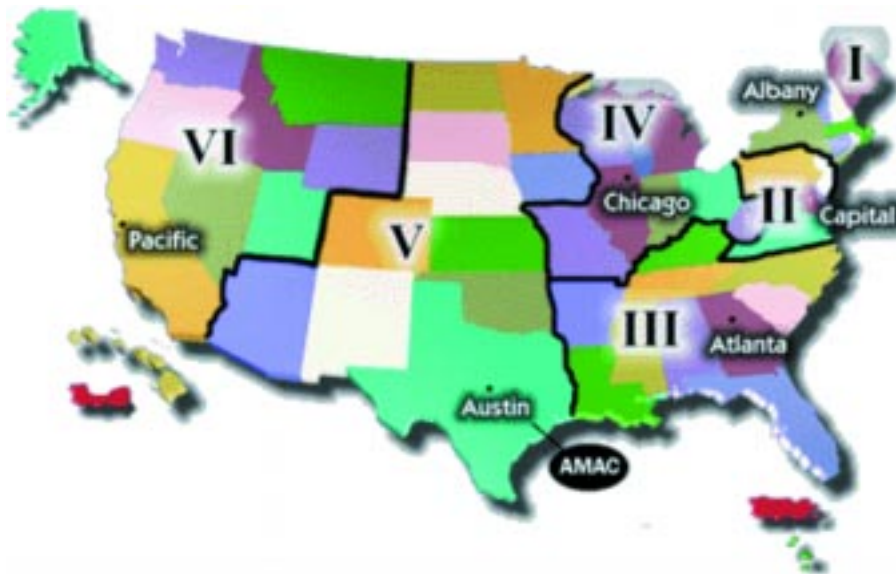 I
Albany
IV
VI
Chicago
II
Capital
Pacific
V
III
Atlanta
Austin
AMAC